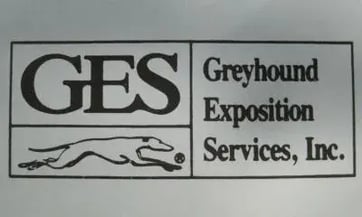 GES
Greyhound
Exposition
Services, Inc.
®